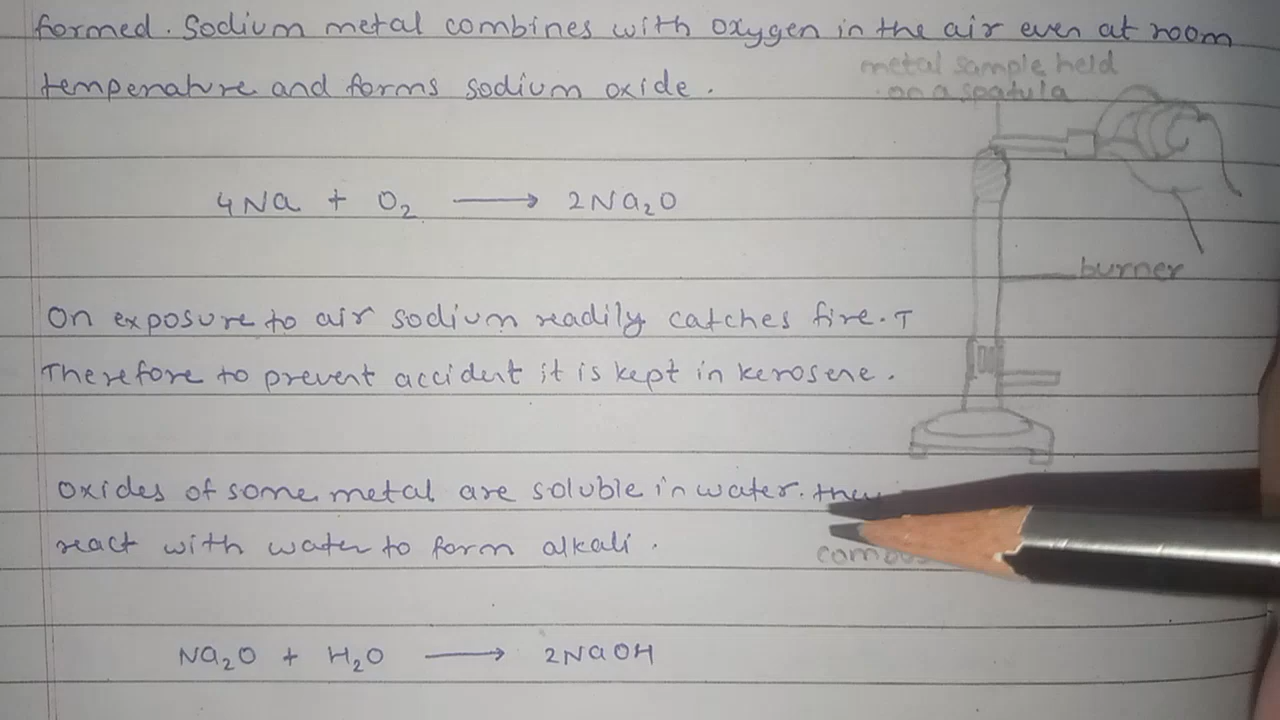 formed. Sodium metal combines with oxygen in the air even at room
temperature and forms sodium oxide.
metal sample held
on a spatula
4Na + O₂ ⟶ 2Na₂O
burner
On exposure to air sodium readily catches fire. T
Therefore to prevent accident it is kept in kerosene.
Oxides of some metal are soluble in water. they
react with water to form alkali.
Na₂O + H₂O ⟶ 2NaOH